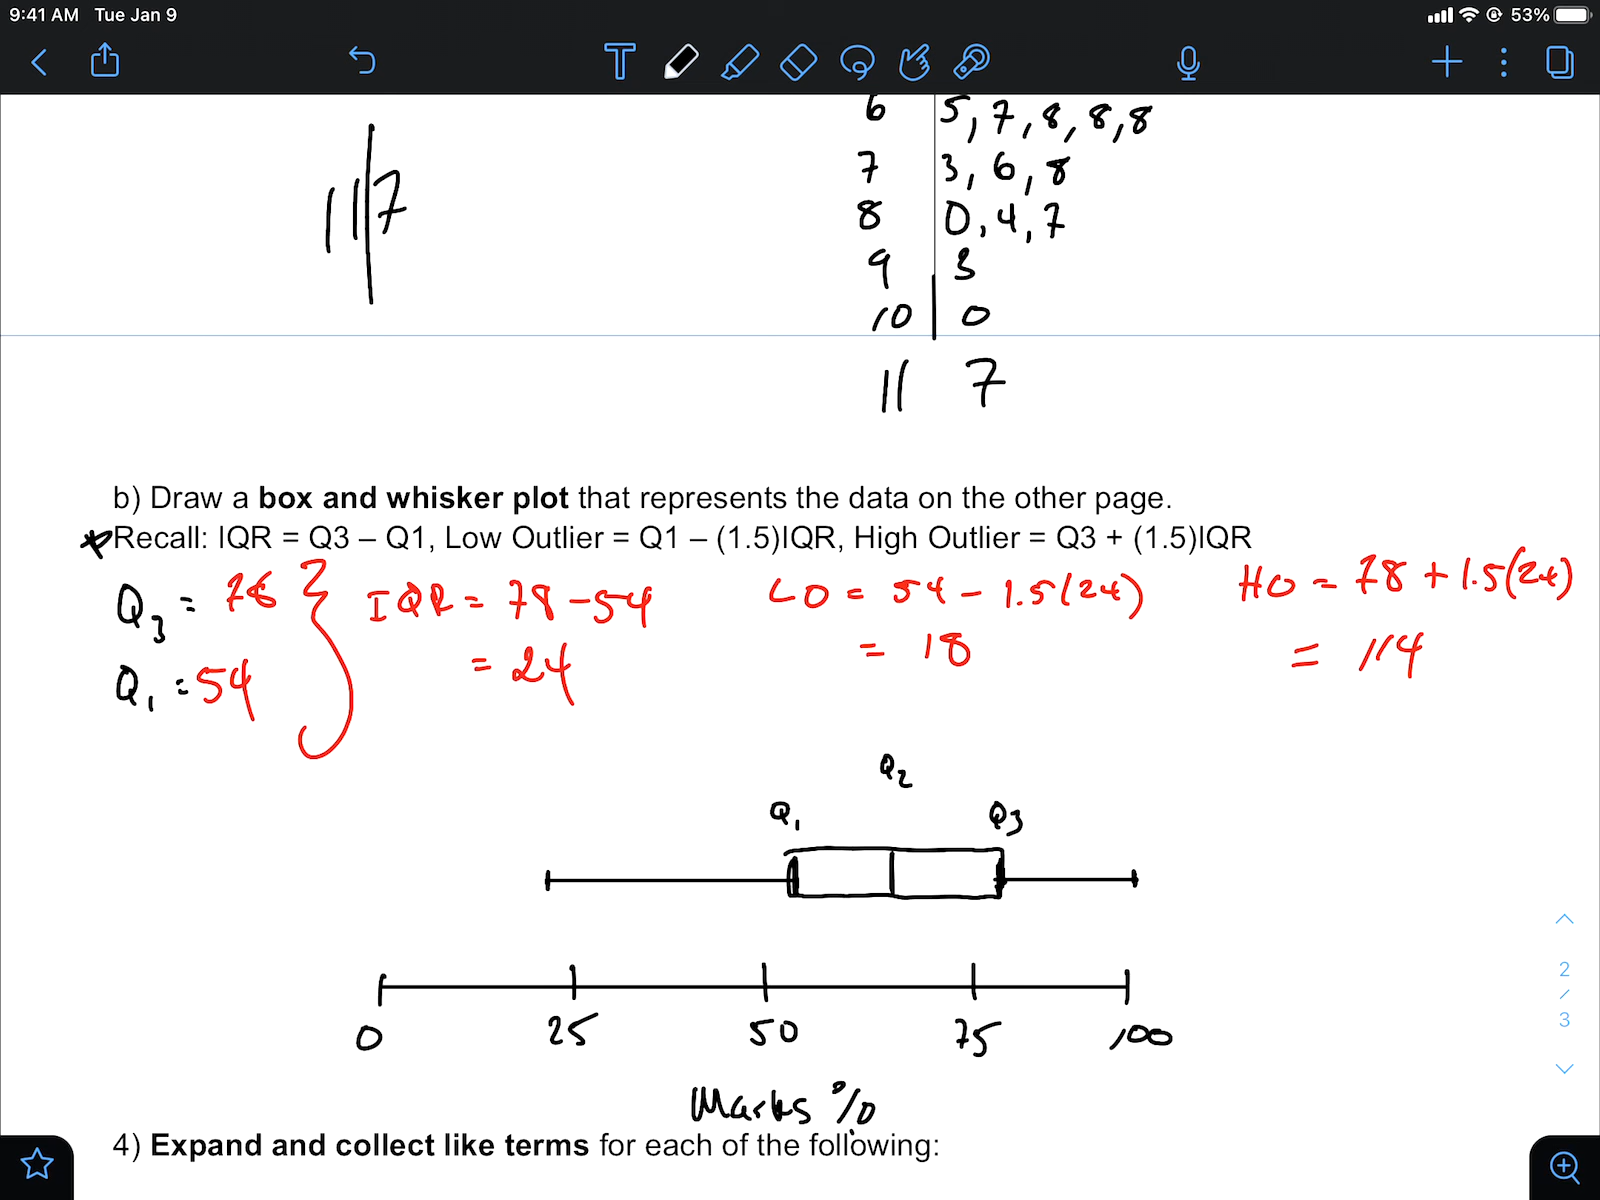 9:41 AM Tue Jan 9
53%
6 | 5, 7, 8, 8, 8
7 | 3, 6, 8
8 | 0, 4, 7
9 | 3
10 | 0
11 7
11|7
b) Draw a box and whisker plot that represents the data on the other page.
*Recall: IQR = Q3 – Q1, Low Outlier = Q1 – (1.5)IQR, High Outlier = Q3 + (1.5)IQR
Q3 = 78 } IQR = 78 - 54 LO = 54 - 1.5(24) HO = 78 + 1.5(24)
Q1 = 54 = 24 = 18 = 114
Q2
Q1 Q3
0 25 50 75 100
Marks %
4) Expand and collect like terms for each of the following:
2
/
3